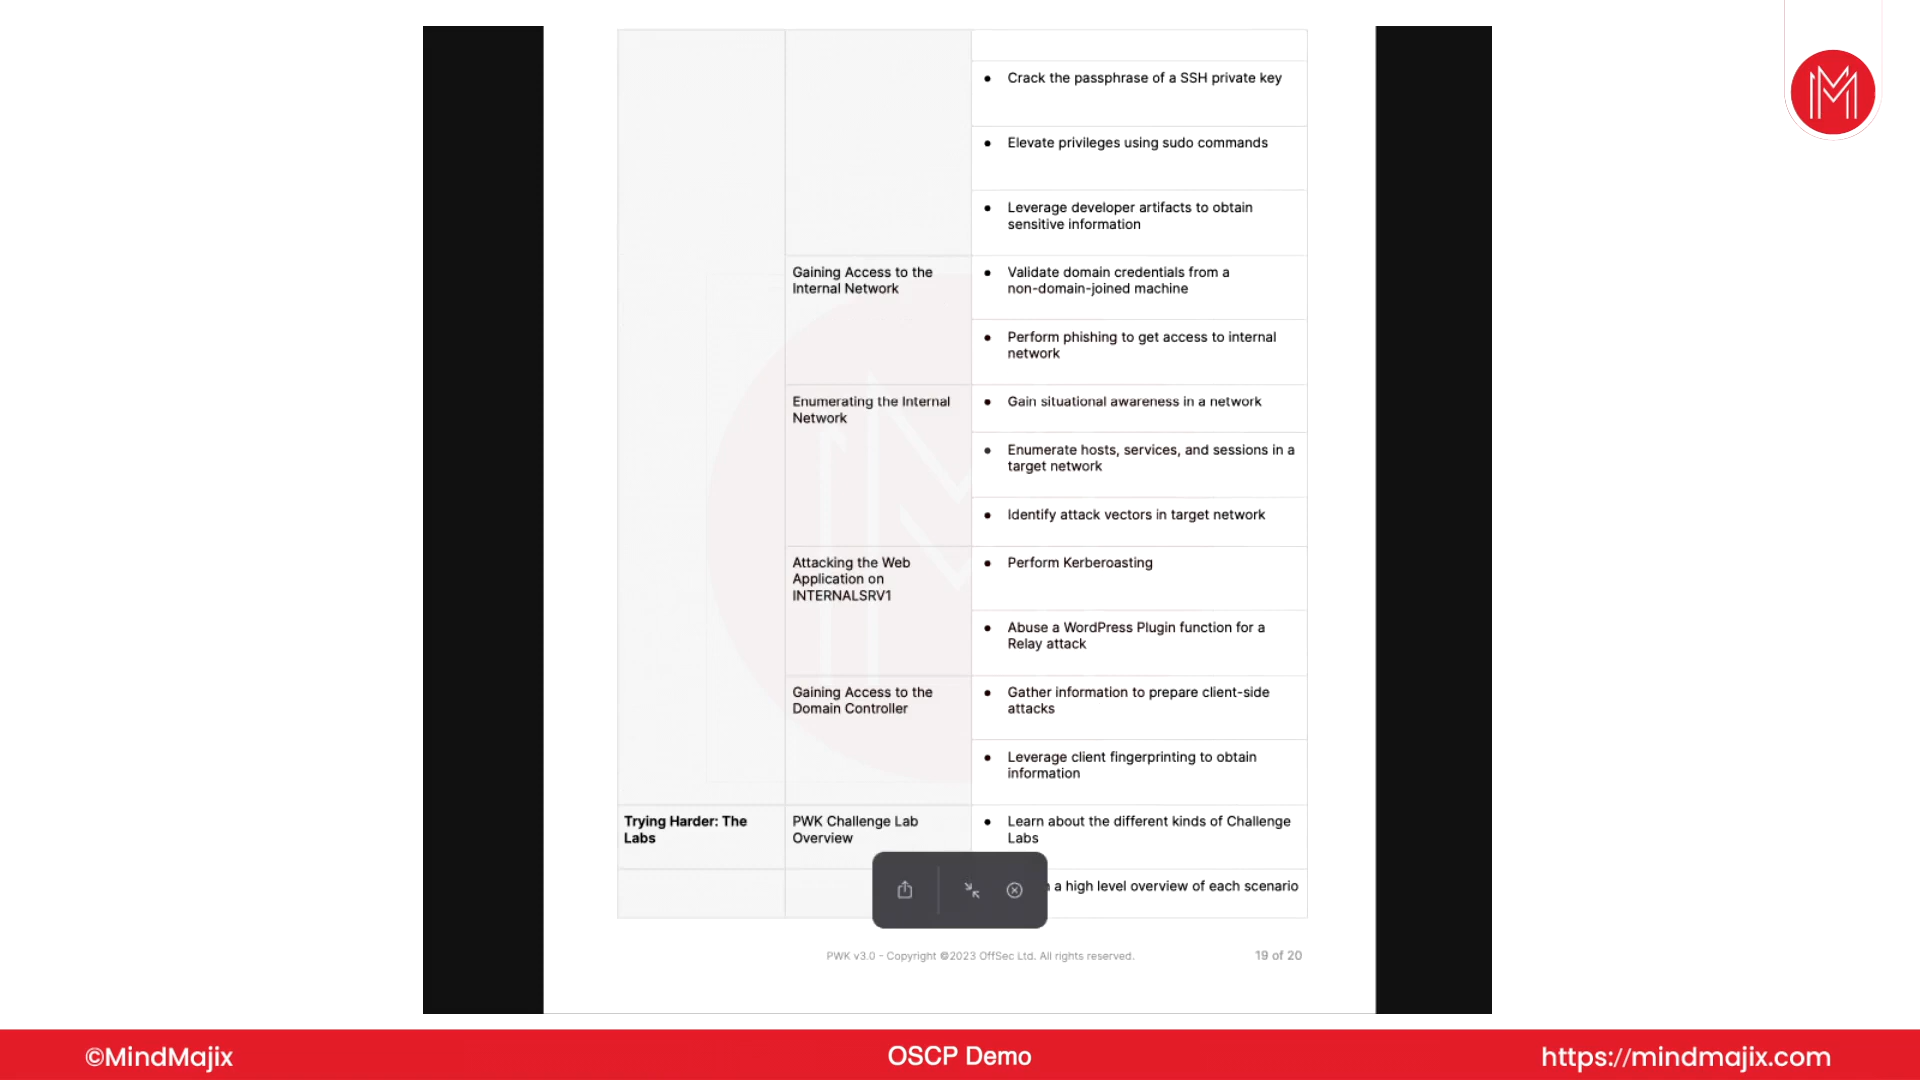 Crack the passphrase of a SSH private key
Elevate privileges using sudo commands
Leverage developer artifacts to obtain
sensitive information
Gaining Access to the
Internal Network
Validate domain credentials from a
non-domain-joined machine
Perform phishing to get access to internal
network
Enumerating the Internal
Network
Gain situational awareness in a network
Enumerate hosts, services, and sessions in a
target network
Identify attack vectors in target network
Attacking the Web
Application on
INTERNALSRV1
Perform Kerberoasting
Abuse a WordPress Plugin function for a
Relay attack
Gaining Access to the
Domain Controller
Gather information to prepare client-side
attacks
Leverage client fingerprinting to obtain
information
Trying Harder: The
Labs
PWK Challenge Lab
Overview
Learn about the different kinds of Challenge
Labs
a high level overview of each scenario
PWK v3.0 - Copyright ©2023 OffSec Ltd. All rights reserved.
19 of 20
©MindMajix
OSCP Demo
https://mindmajix.com